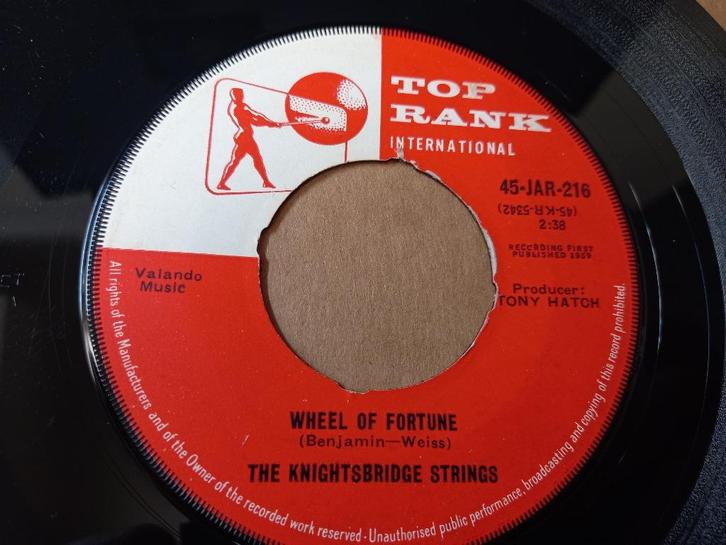 TOP
RANK
INTERNATIONAL
45-JAR-216
(45-K-R-5342)
2:38
RECORDING FIRST
PUBLISHED 1959
Valando
Music
Producer:
TONY HATCH
WHEEL OF FORTUNE
(Benjamin—Weiss)
THE KNIGHTSBRIDGE STRINGS
All rights of the Manufacturers and of the Owner of the recorded work reserved · Unauthorised public performance, broadcasting and copying of this record prohibited.